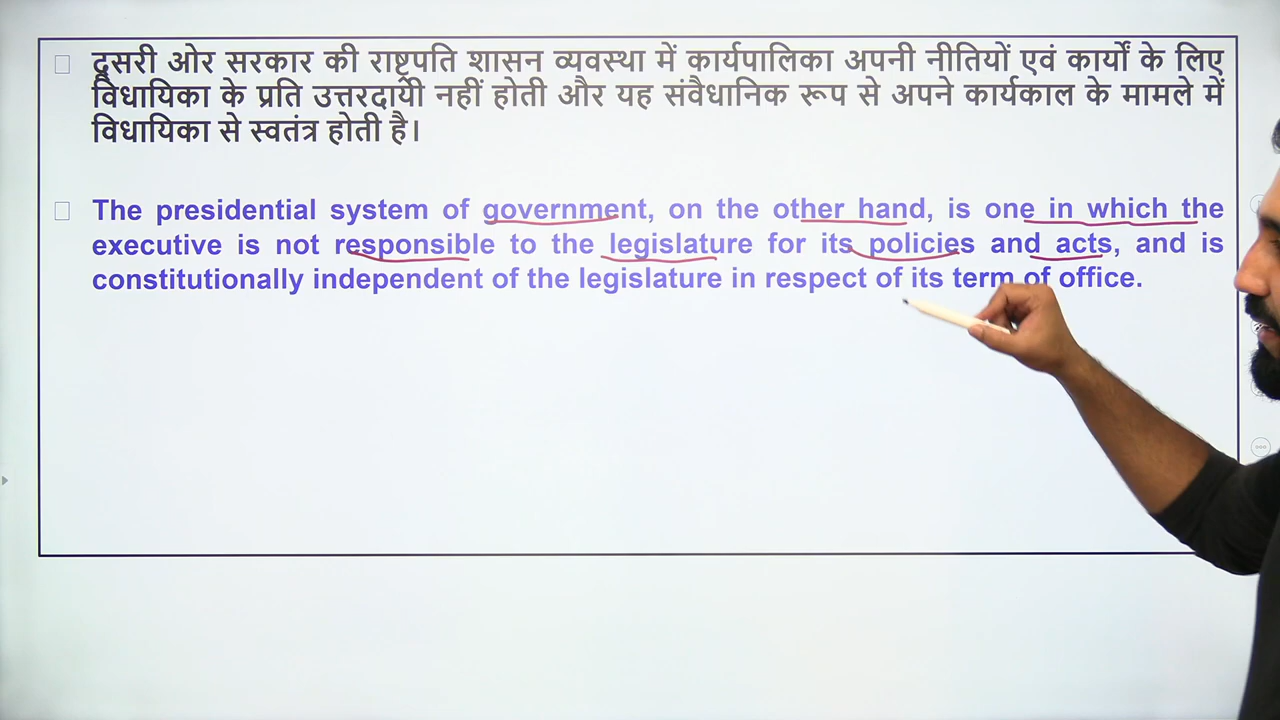 दूसरी ओर सरकार की राष्ट्रपति शासन व्यवस्था में कार्यपालिका अपनी नीतियों एवं कार्यों के लिए
विधायिका के प्रति उत्तरदायी नहीं होती और यह संवैधानिक रूप से अपने कार्यकाल के मामले में
विधायिका से स्वतंत्र होती है।
The presidential system of government, on the other hand, is one in which the
executive is not responsible to the legislature for its policies and acts, and is
constitutionally independent of the legislature in respect of its term of office.